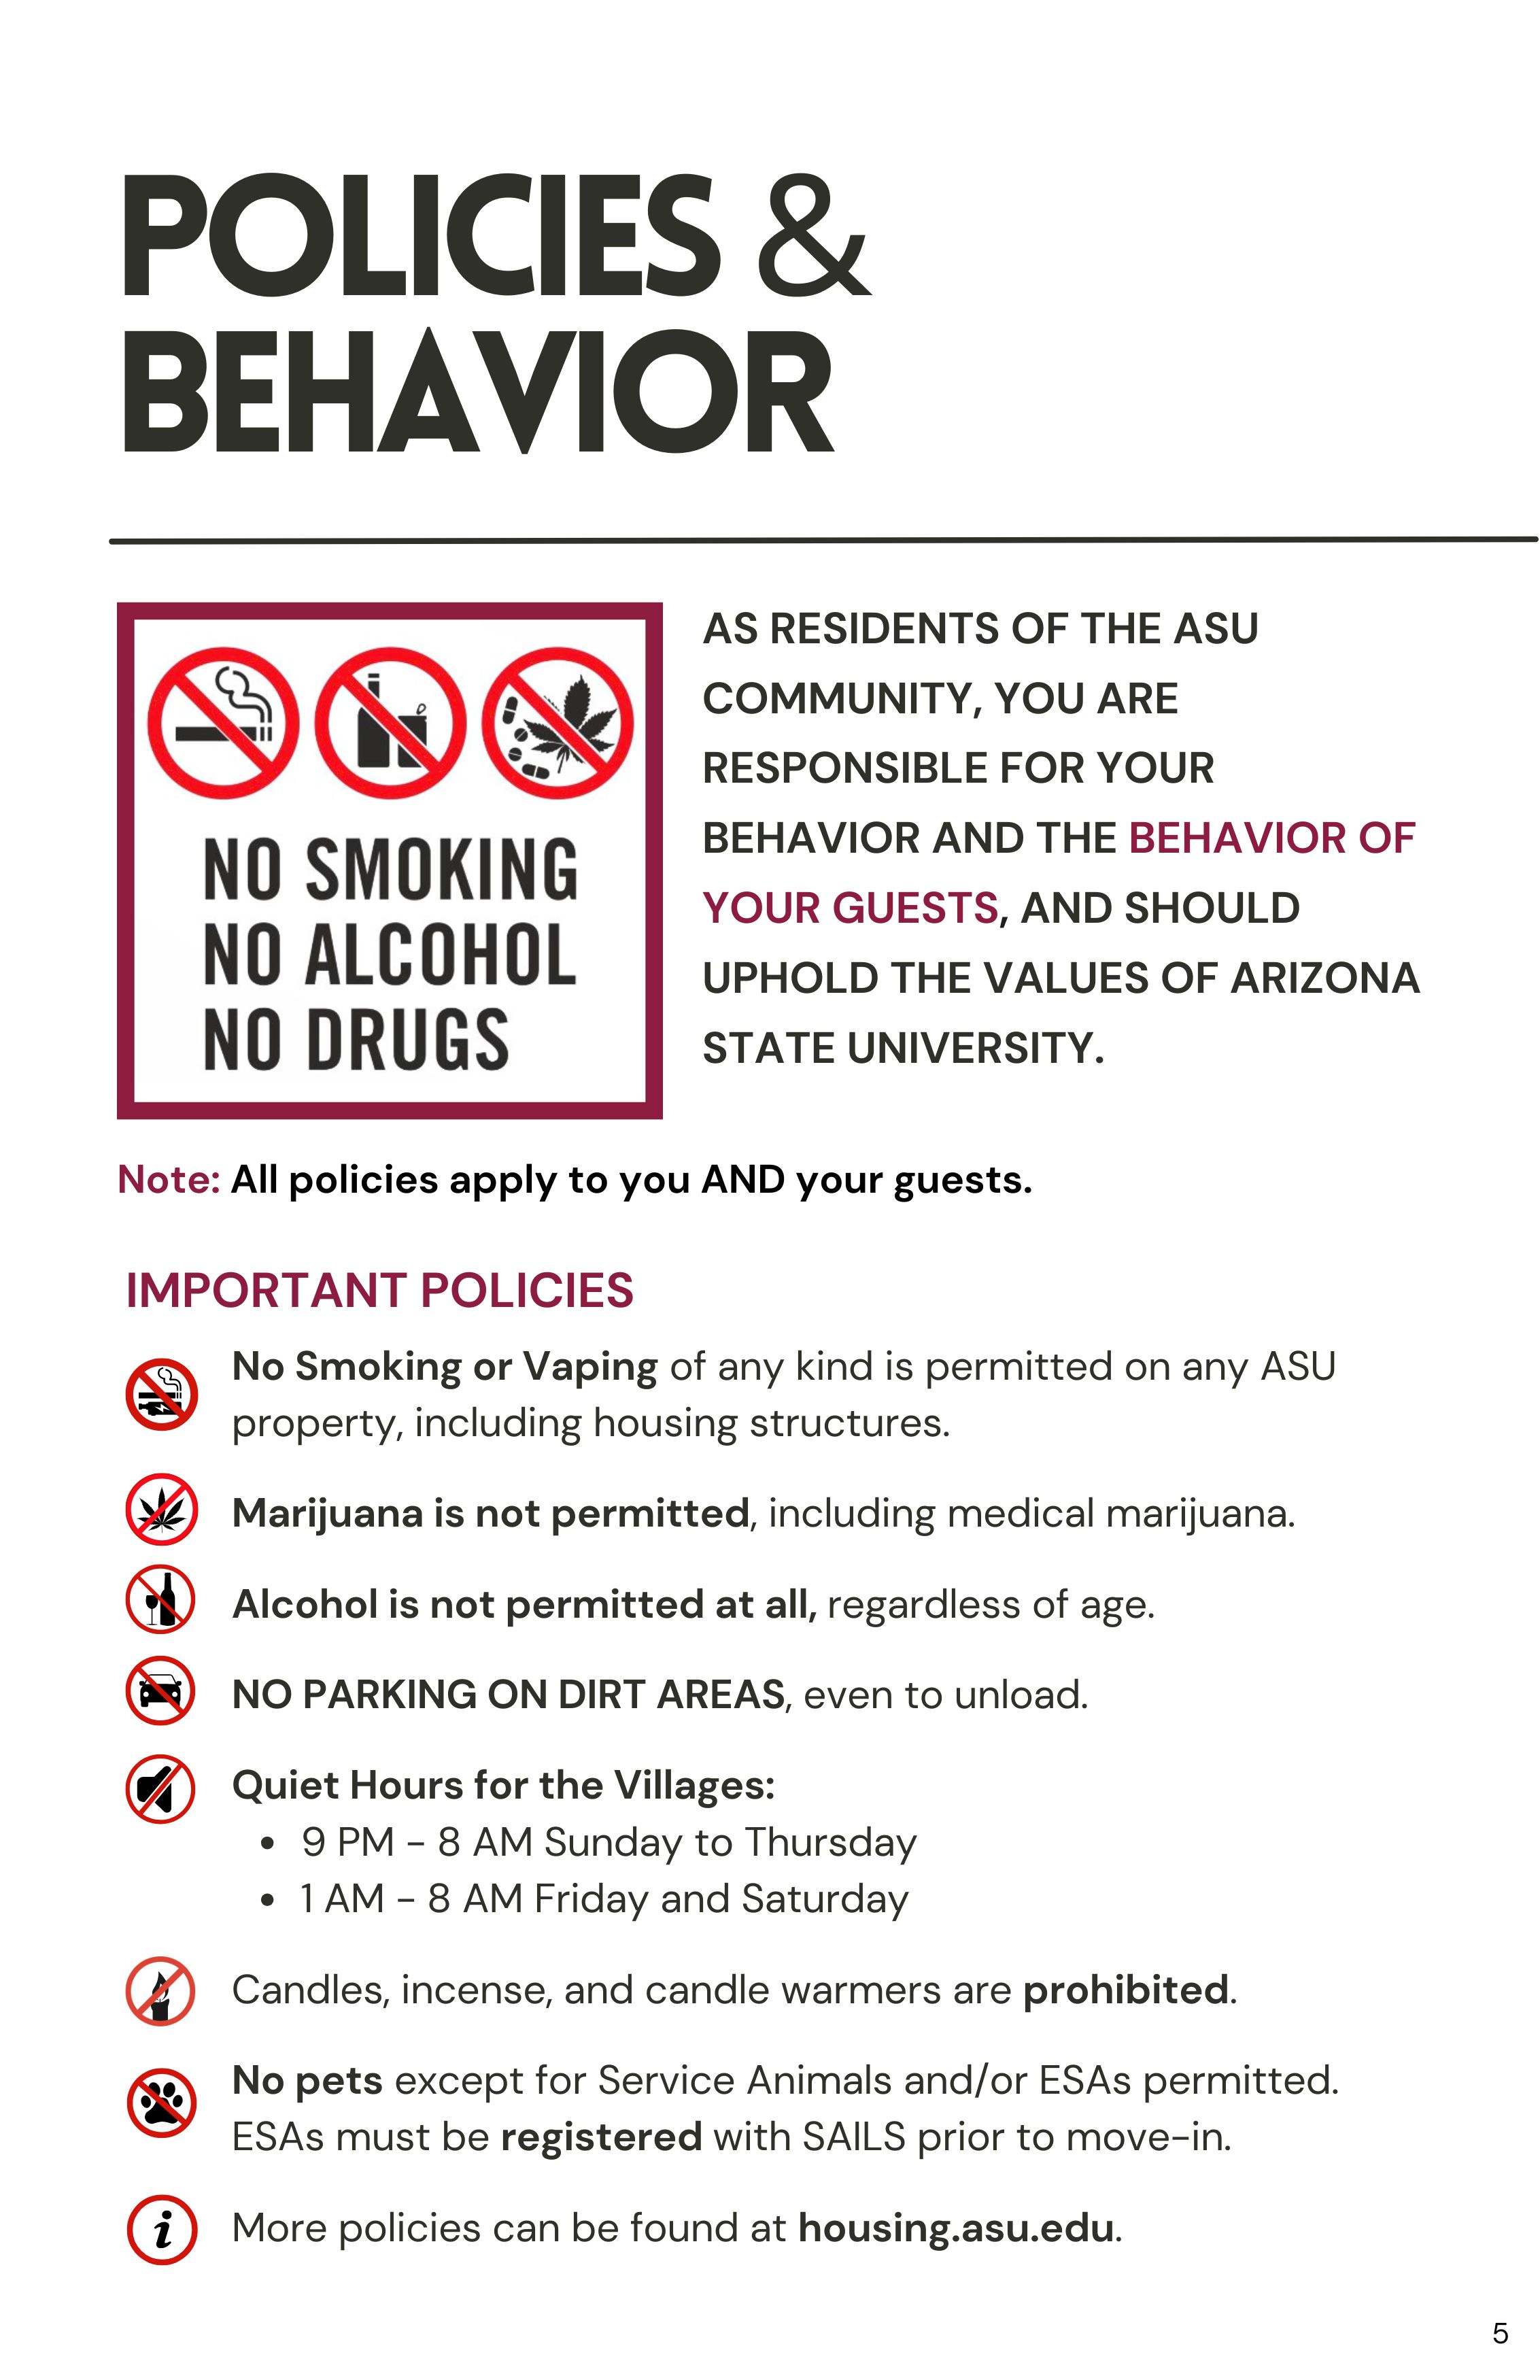 POLICIES &
BEHAVIOR
NO SMOKING
NO ALCOHOL
NO DRUGS
AS RESIDENTS OF THE ASU
COMMUNITY, YOU ARE
RESPONSIBLE FOR YOUR
BEHAVIOR AND THE BEHAVIOR OF
YOUR GUESTS, AND SHOULD
UPHOLD THE VALUES OF ARIZONA
STATE UNIVERSITY.
Note: All policies apply to you AND your guests.
IMPORTANT POLICIES
No Smoking or Vaping of any kind is permitted on any ASU
property, including housing structures.
Marijuana is not permitted, including medical marijuana.
Alcohol is not permitted at all, regardless of age.
NO PARKING ON DIRT AREAS, even to unload.
Quiet Hours for the Villages:
• 9 PM - 8 AM Sunday to Thursday
• 1 AM - 8 AM Friday and Saturday
Candles, incense, and candle warmers are prohibited.
No pets except for Service Animals and/or ESAs permitted.
ESAs must be registered with SAILS prior to move-in.
i More policies can be found at housing.asu.edu.
5